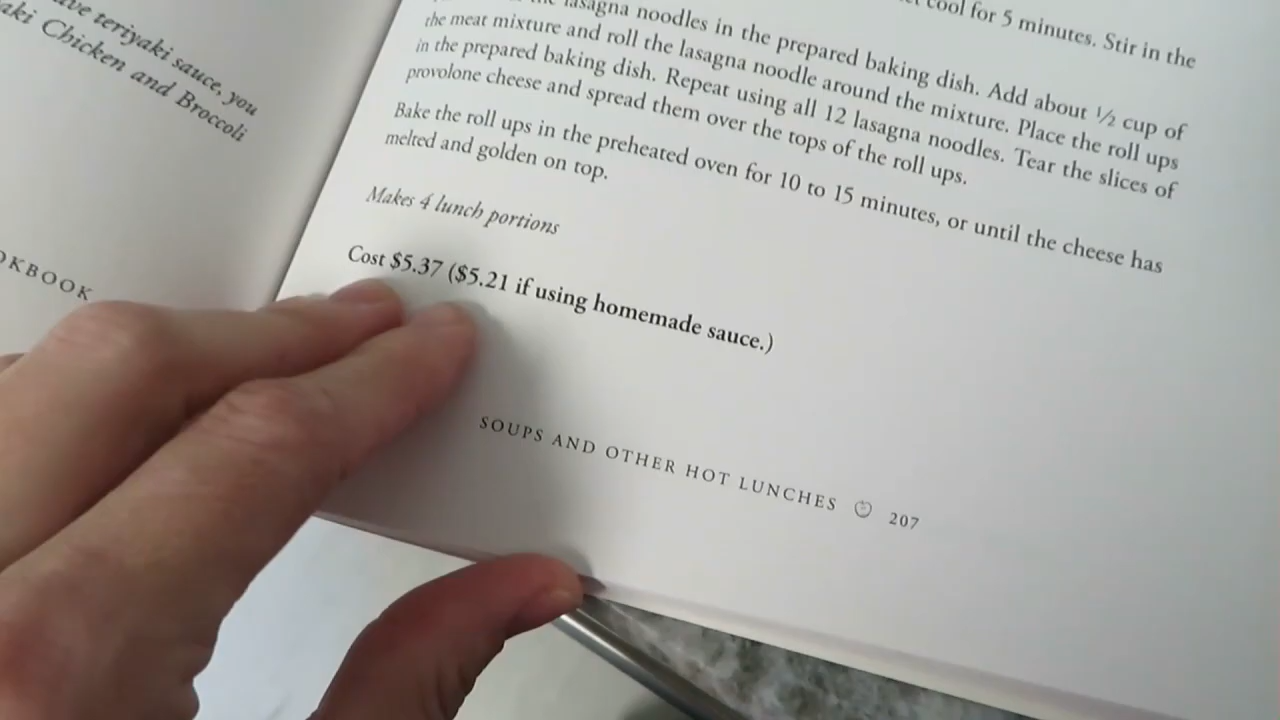 ave teriyaki sauce, you
aki Chicken and Broccoli
OKBOOK
cool for 5 minutes. Stir in the
lasagna noodles in the prepared baking dish. Add about ½ cup of
the meat mixture and roll the lasagna noodle around the mixture. Place the roll ups
in the prepared baking dish. Repeat using all 12 lasagna noodles. Tear the slices of
provolone cheese and spread them over the tops of the roll ups.
Bake the roll ups in the preheated oven for 10 to 15 minutes, or until the cheese has
melted and golden on top.
Makes 4 lunch portions
Cost $5.37 ($5.21 if using homemade sauce.)
SOUPS AND OTHER HOT LUNCHES 207